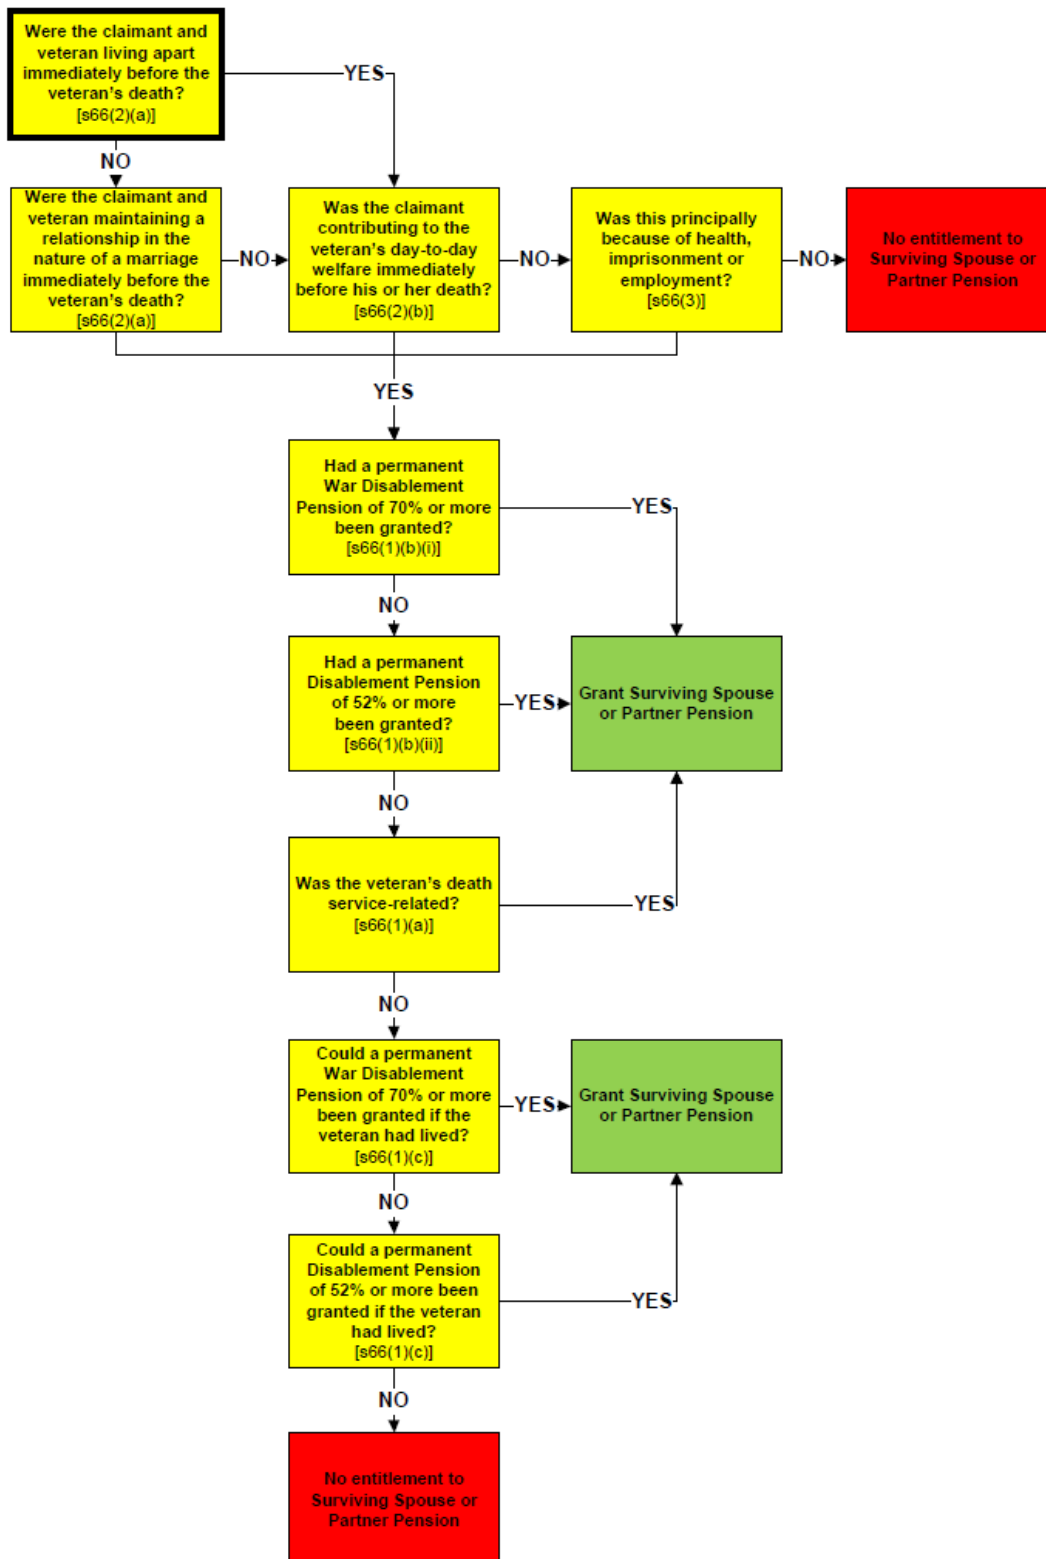 Were the claimant and
veteran living apart
immediately before the
veteran's death?
[s66(2)(a)]
YES
NO
Were the claimant and
veteran maintaining a
relationship in the
nature of a marriage
immediately before the
veteran's death?
[s66(2)(a)]
NO
Was the claimant
contributing to the
veteran's day-to-day
welfare immediately
before his or her death?
[s66(2)(b)]
NO
Was this principally
because of health,
imprisonment or
employment?
[s66(3)]
NO
No entitlement to
Surviving Spouse or
Partner Pension
YES
Had a permanent
War Disablement
Pension of 70% or more
been granted?
[s66(1)(b)(i)]
YES
NO
Had a permanent
Disablement Pension
of 52% or more
been granted?
[s66(1)(b)(ii)]
YES
Grant Surviving Spouse
or Partner Pension
NO
Was the veteran's death
service-related?
[s66(1)(a)]
YES
NO
Could a permanent
War Disablement
Pension of 70% or more
been granted if the
veteran had lived?
[s66(1)(c)]
YES
Grant Surviving Spouse
or Partner Pension
NO
Could a permanent
Disablement Pension
of 52% or more been
granted if the veteran
had lived?
[s66(1)(c)]
YES
NO
No entitlement to
Surviving Spouse or
Partner Pension